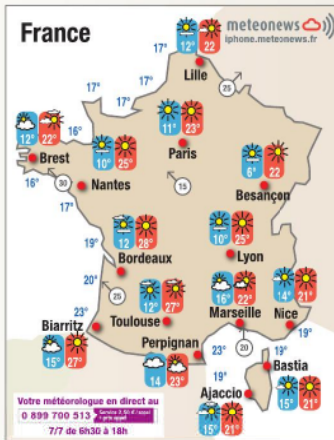 France
meteonews
iphone.meteonews.fr
17° 12° 22
Lille
17° 25
17° 17°
12° 22° 16°
11° 23°
Brest
Paris
10° 25°
6° 22
16° 30
Nantes
15
Besançon
17°
19° 12 28°
10° 25°
Bordeaux
Lyon
20° 25
16° 22° 14° 21°
12° 27°
23°
Biarritz Toulouse Marseille Nice
15° 27°
Perpignan 20 19°
14 23° 23° 19°
Bastia
19°
Ajaccio
15° 21°
15° 21°
Votre météorologue en direct au
0 899 700 513
7/7 de 6h30 à 18h